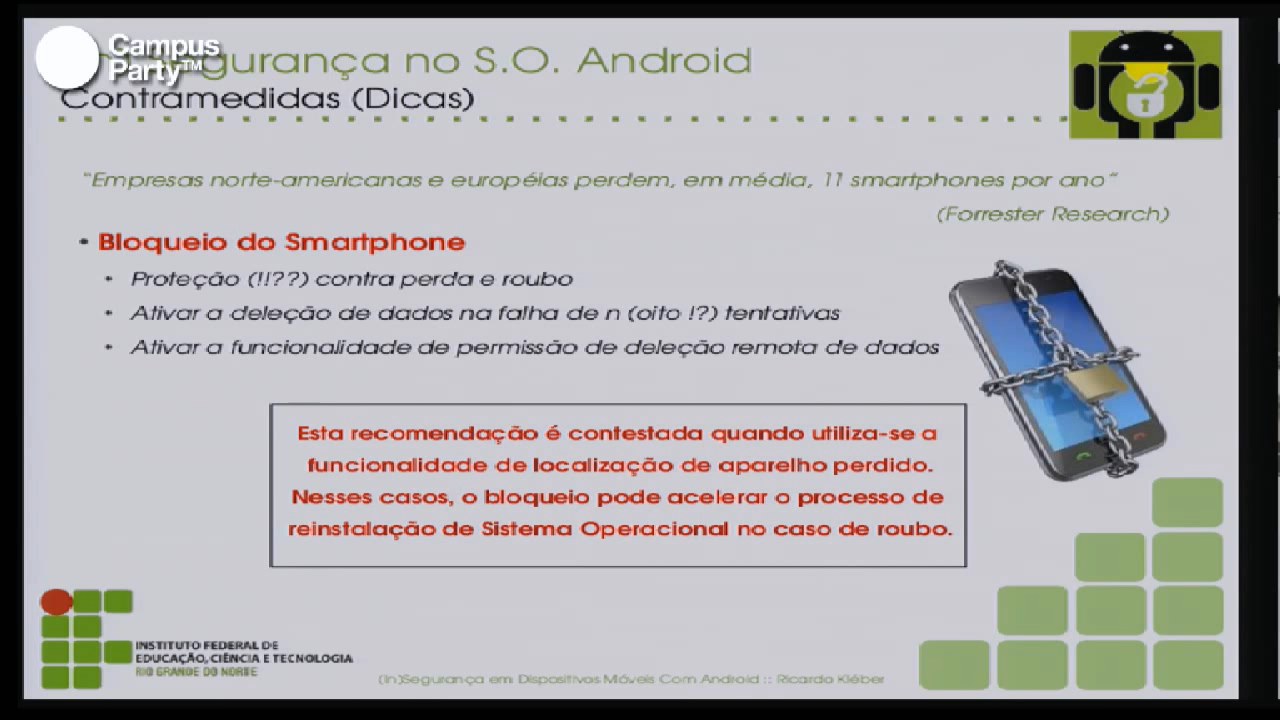 Campus
Party™
Segurança no S.O. Android
Contramedidas (Dicas)
"Empresas norte-americanas e européias perdem, em média, 11 smartphones por ano"
(Forrester Research)
• Bloqueio do Smartphone
• Proteção (!!??) contra perda e roubo
• Ativar a deleção de dados na falha de n (oito !?) tentativas
• Ativar a funcionalidade de permissão de deleção remota de dados
Esta recomendação é contestada quando utiliza-se a
funcionalidade de localização de aparelho perdido.
Nesses casos, o bloqueio pode acelerar o processo de
reinstalação de Sistema Operacional no caso de roubo.
INSTITUTO FEDERAL DE
EDUCAÇÃO, CIÊNCIA E TECNOLOGIA
RIO GRANDE DO NORTE
(In)Segurança em Dispositivos Móveis Com Android :: Ricardo Kléber